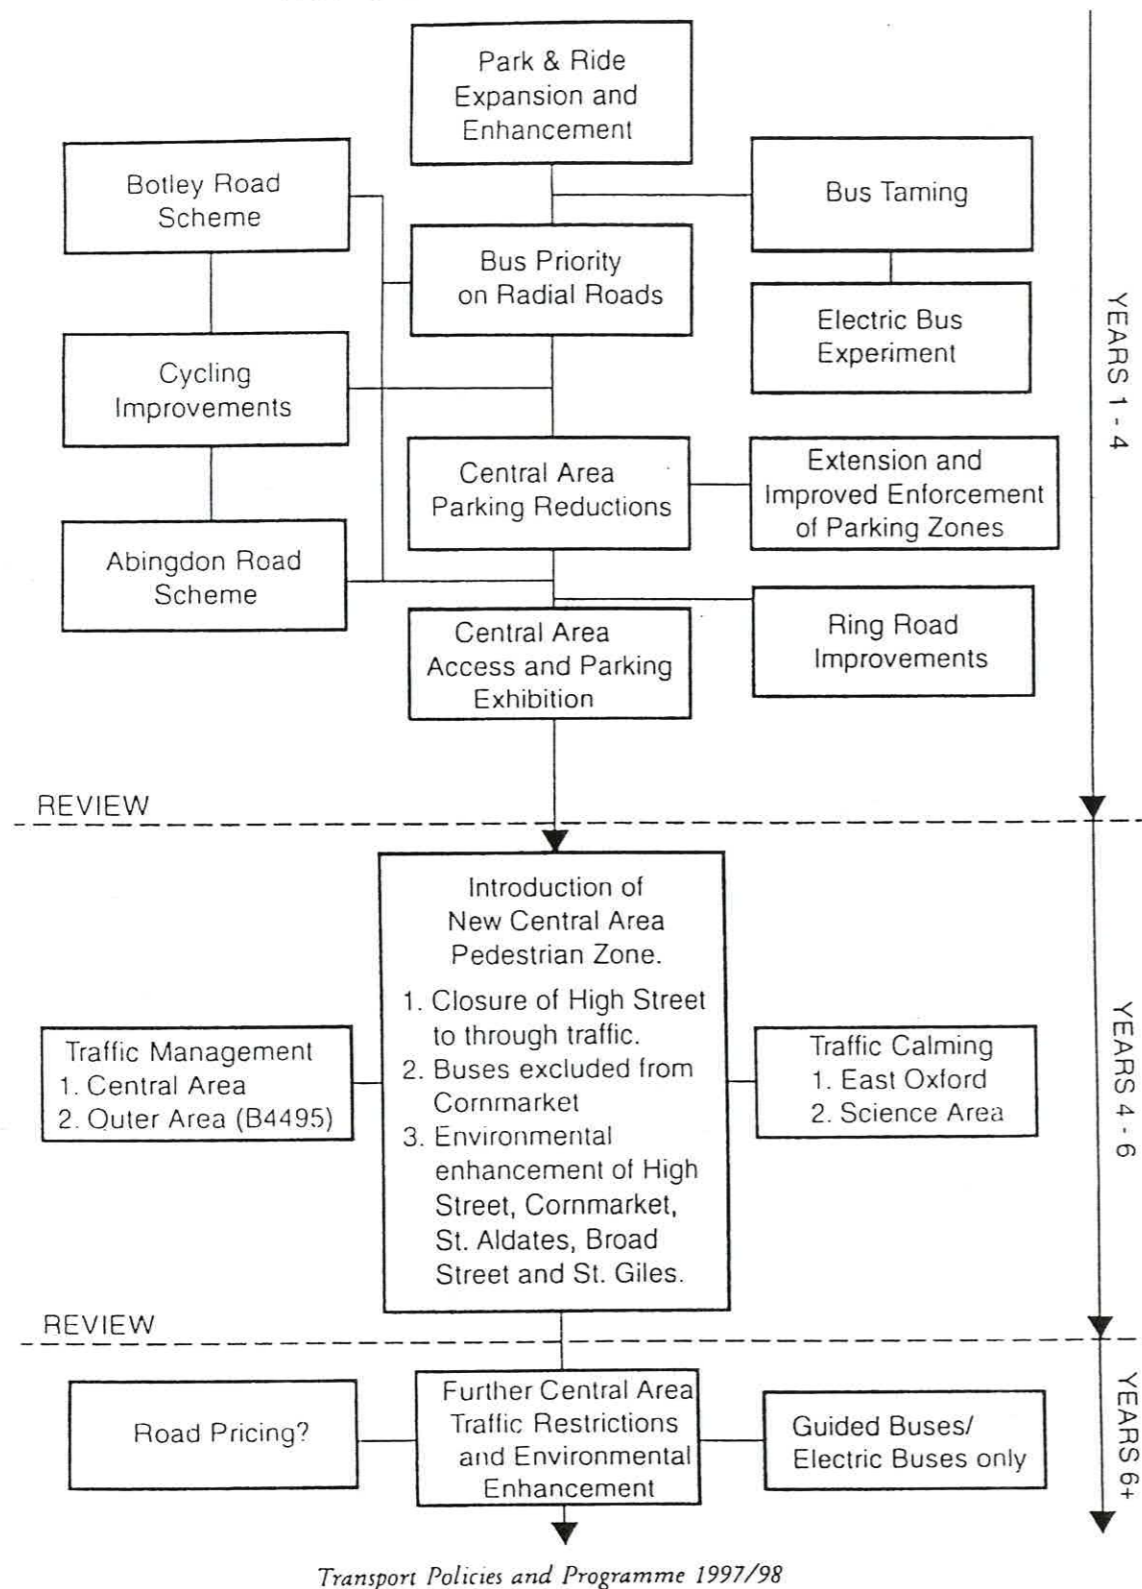 Park & Ride
Expansion and
Enhancement
Botley Road
Scheme
Bus Taming
Bus Priority
on Radial Roads
Electric Bus
Experiment
Cycling
Improvements
Central Area
Parking Reductions
Extension and
Improved Enforcement
of Parking Zones
Abingdon Road
Scheme
Central Area
Access and Parking
Exhibition
Ring Road
Improvements
YEARS 1 - 4
REVIEW
Introduction of
New Central Area
Pedestrian Zone.
1. Closure of High Street
to through traffic.
2. Buses excluded from
Cornmarket
3. Environmental
enhancement of High
Street, Cornmarket,
St. Aldates, Broad
Street and St. Giles.
Traffic Management
1. Central Area
2. Outer Area (B4495)
Traffic Calming
1. East Oxford
2. Science Area
YEARS 4 - 6
REVIEW
Road Pricing?
Further Central Area
Traffic Restrictions
and Environmental
Enhancement
Guided Buses/
Electric Buses only
YEARS 6+
Transport Policies and Programme 1997/98